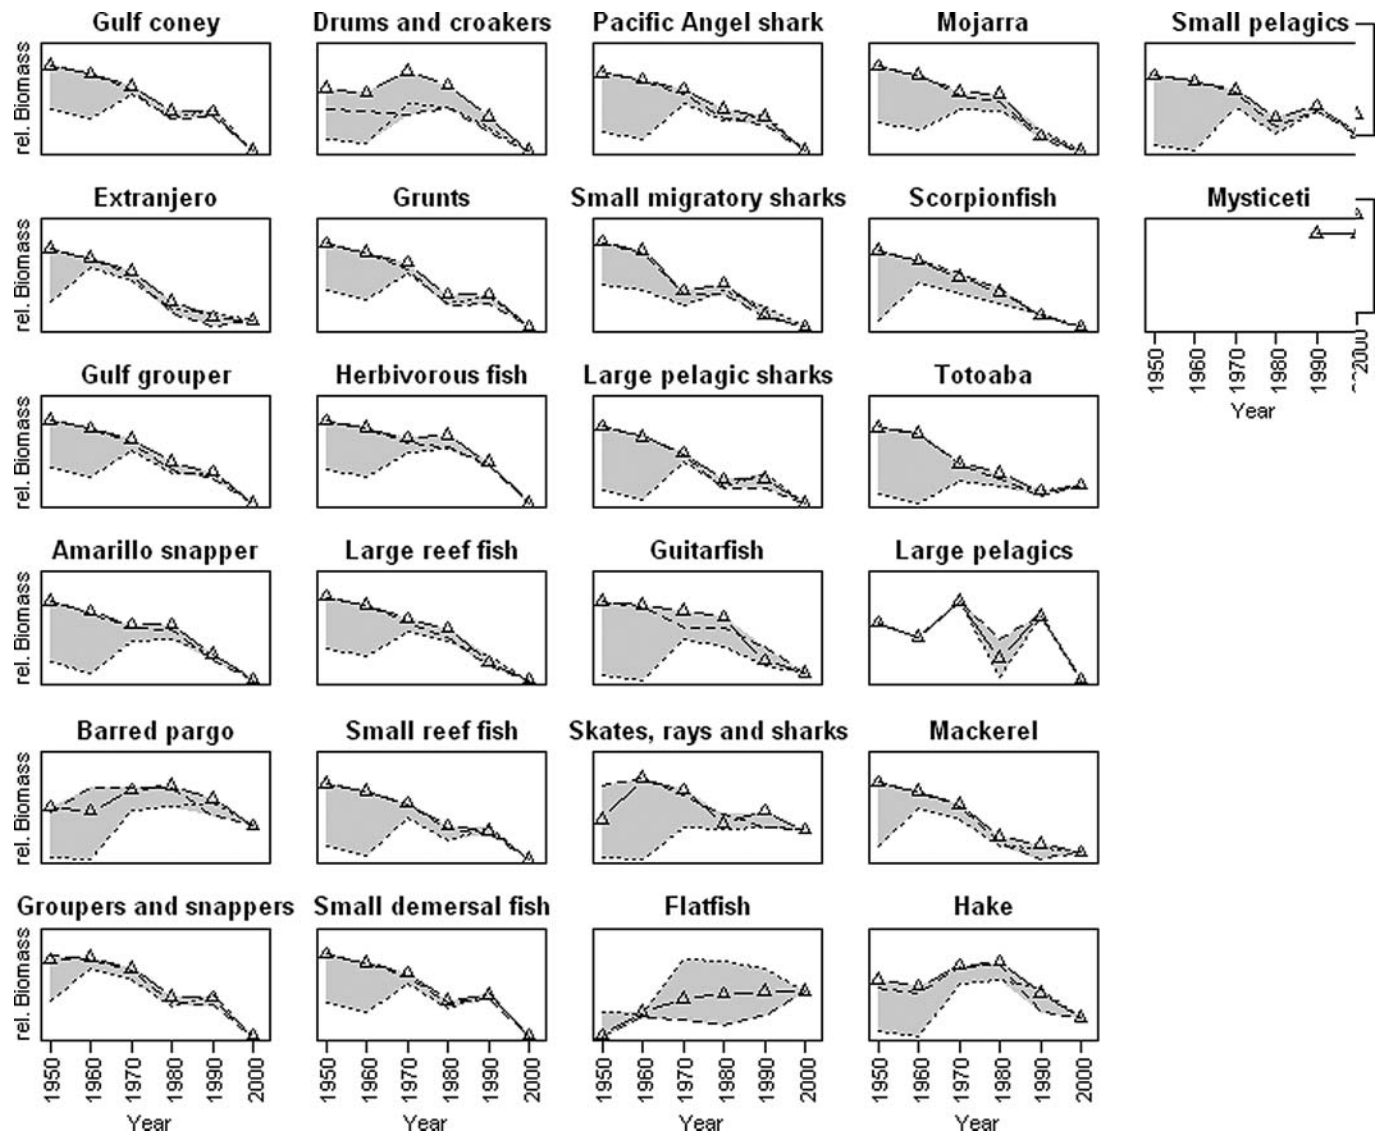 Gulf coney Drums and croakers Pacific Angel shark Mojarra Small pelagics
rel. Biomass
Extranjero Grunts Small migratory sharks Scorpionfish Mysticeti
rel. Biomass
1950 1960 1970 1980 1990 2000
Year
Gulf grouper Herbivorous fish Large pelagic sharks Totoaba
rel. Biomass
Amarillo snapper Large reef fish Guitarfish Large pelagics
rel. Biomass
Barred pargo Small reef fish Skates, rays and sharks Mackerel
rel. Biomass
Groupers and snappers Small demersal fish Flatfish Hake
rel. Biomass
1950 1960 1970 1980 1990 2000 1950 1960 1970 1980 1990 2000 1950 1960 1970 1980 1990 2000 1950 1960 1970 1980 1990 2000
Year Year Year Year